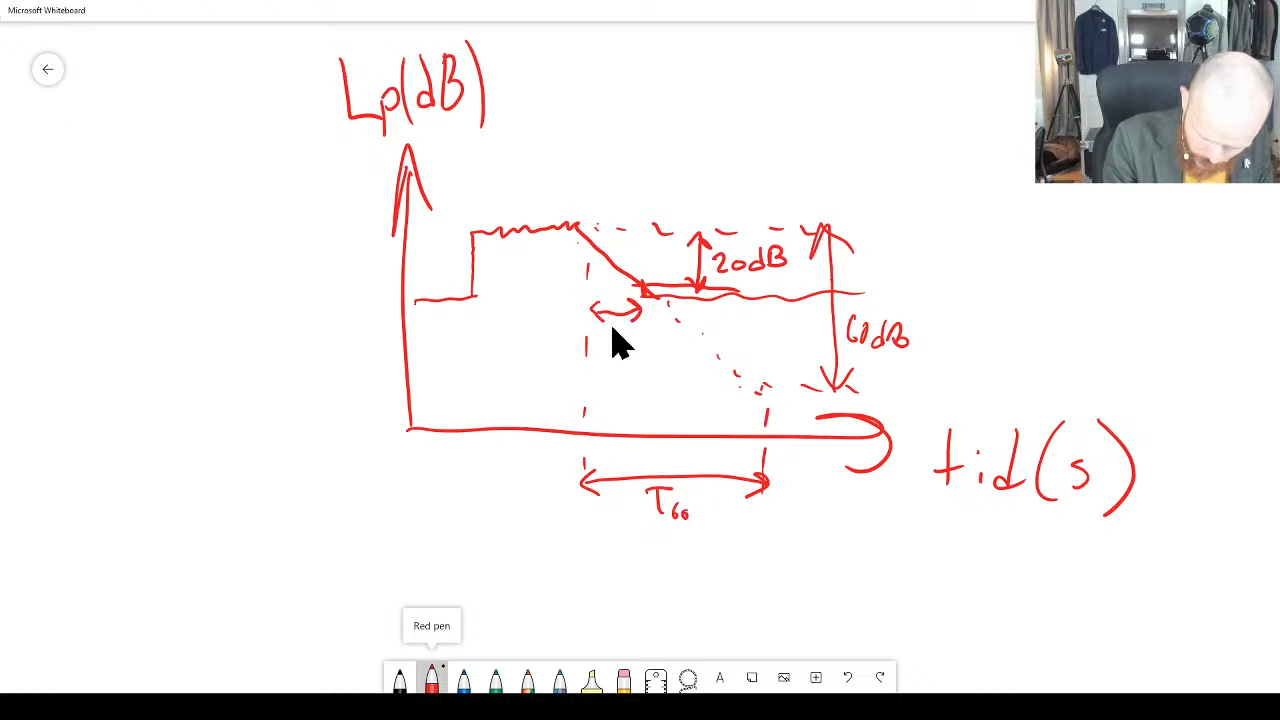 Microsoft Whiteboard
Lp(dB)
20dB
60dB
tid(s)
T60
Red pen
A